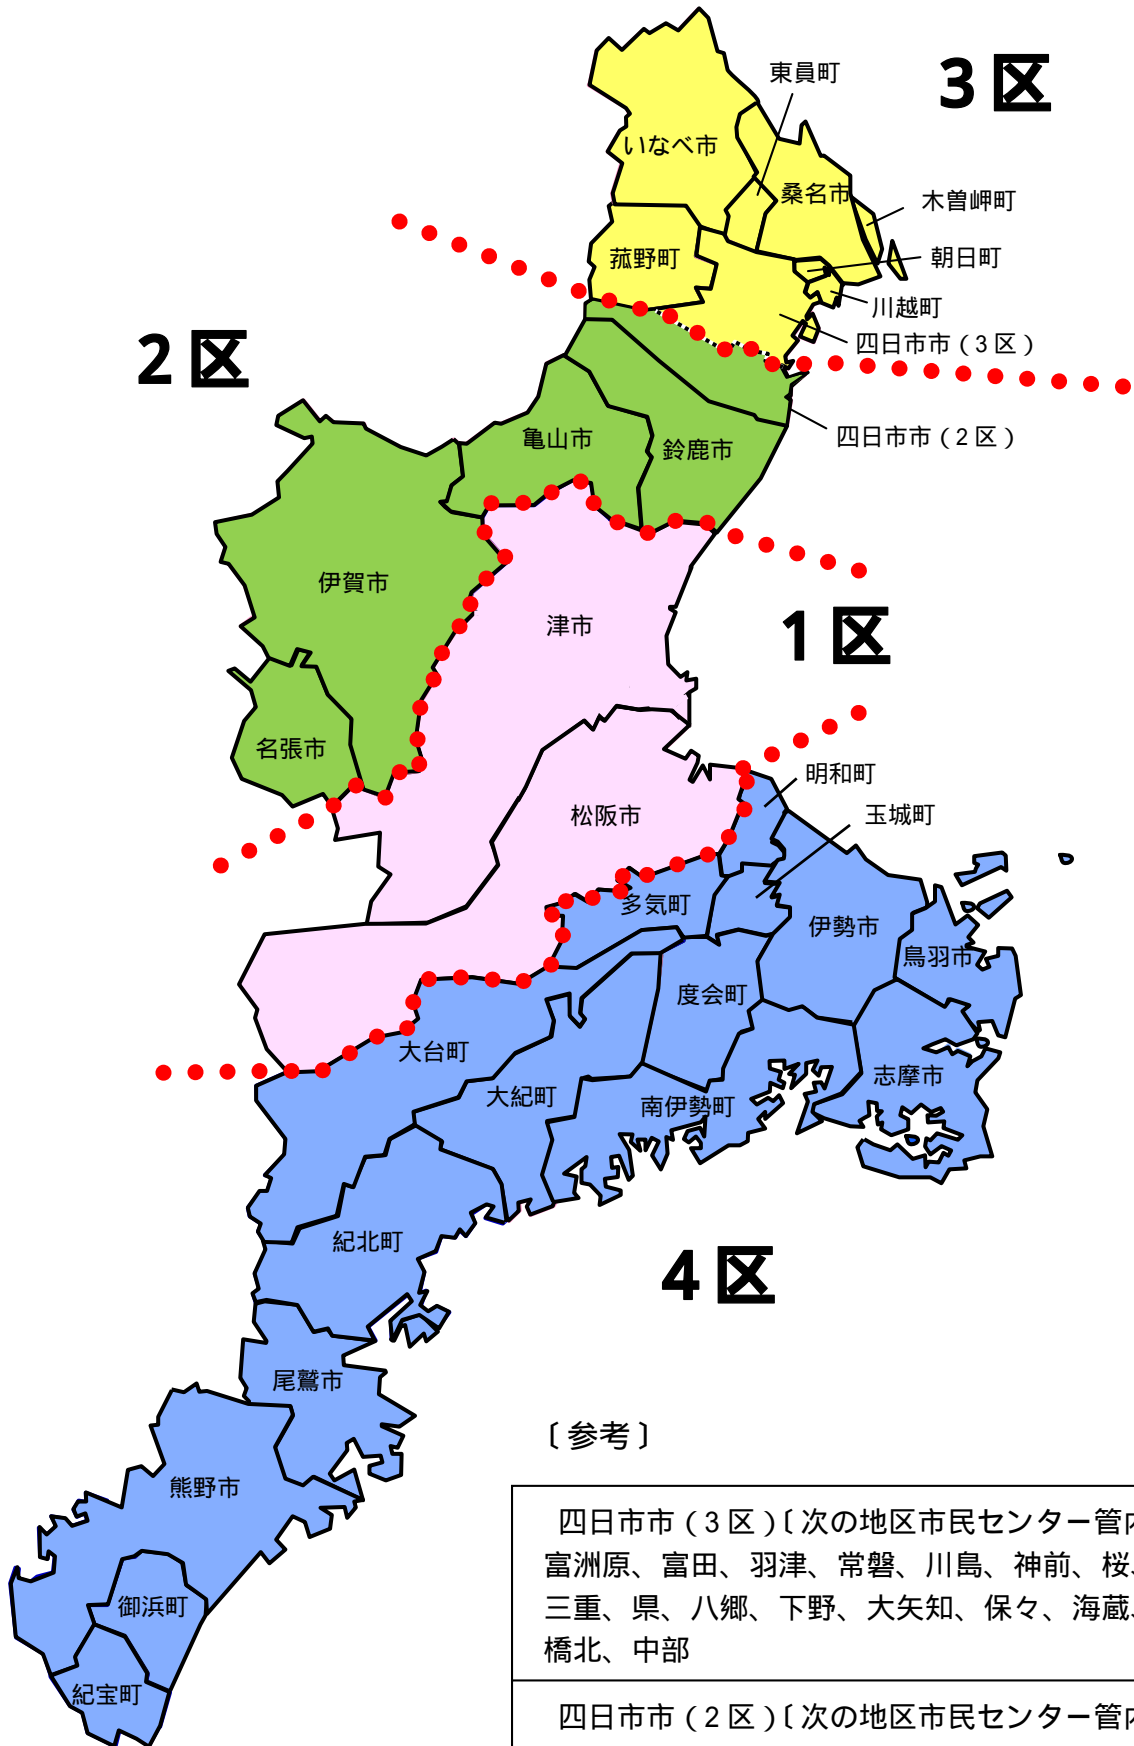 3区
東員町
いなべ市
桑名市
木曽岬町
菰野町
朝日町
川越町
四日市市（3区）
2区
四日市市（2区）
亀山市
鈴鹿市
伊賀市
津市
1区
名張市
明和町
松阪市
玉城町
多気町
伊勢市
鳥羽市
度会町
大台町
志摩市
大紀町
南伊勢町
紀北町
4区
尾鷲市
熊野市
御浜町
紀宝町
〔参考〕
四日市市（3区）〔次の地区市民センター管内
富洲原、富田、羽津、常磐、川島、神前、桜、
三重、県、八郷、下野、大矢知、保々、海蔵、
橋北、中部
四日市市（2区）〔次の地区市民センター管内